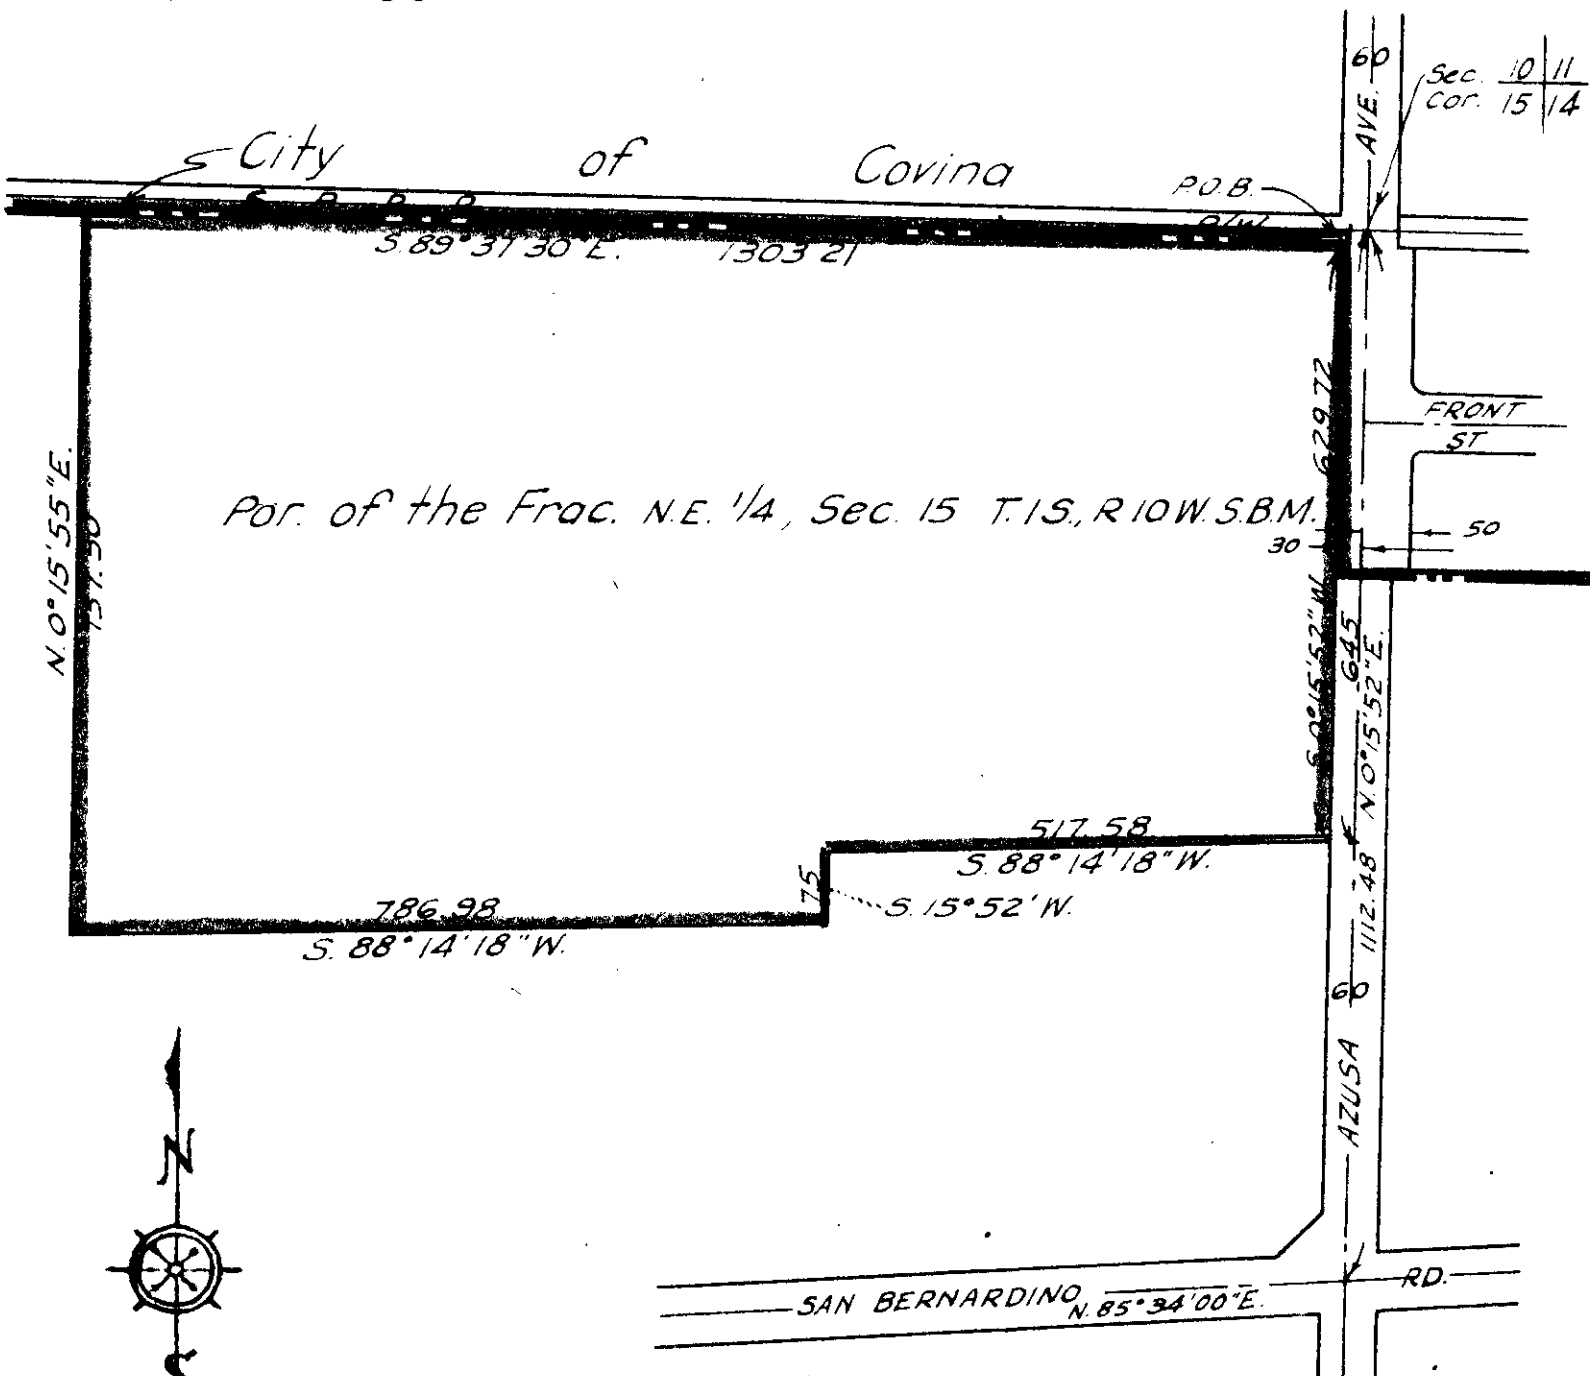 60
AVE.
Sec. 10 11
Cor. 15 14
City of Covina
P.O.B.
R/W
S. 89° 37' 30" E. 1303.21
629.72
FRONT
ST
N. 0° 15' 55" E.
Por. of the Frac. N.E. 1/4, Sec. 15 T.1S., R 10W. S.B.M.
50
30
S. 0° 15' 52" W.
645
N. 0° 15' 52" E.
1112.48
517.58
S. 88° 14' 18" W.
75
S. 15° 52' W.
786.98
S. 88° 14' 18" W.
60
AZUSA
N
S
SAN BERNARDINO RD.
N. 85° 34' 00" E.